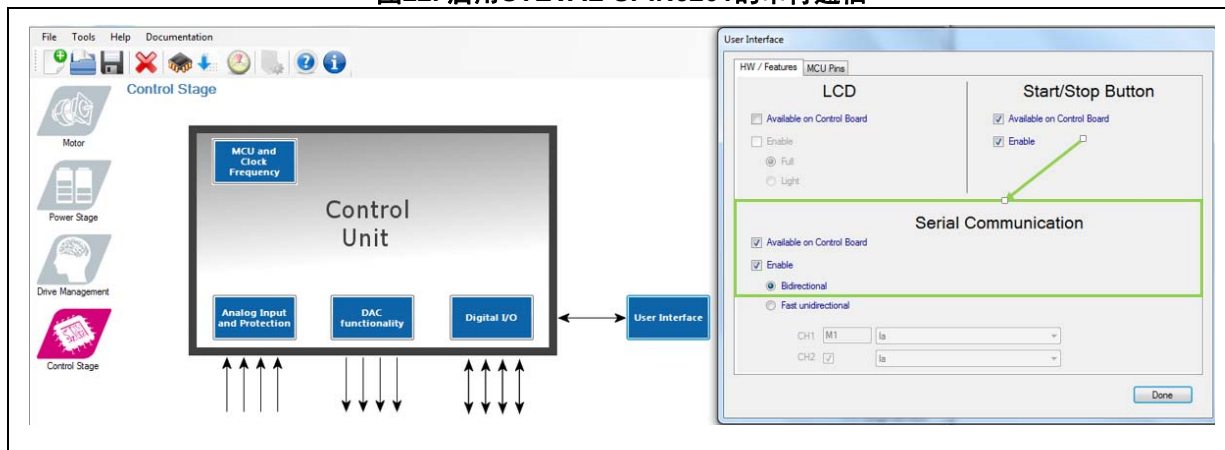 File Tools Help Documentation
Control Stage
Motor
Power Stage
Drive Management
Control Stage
MCU and
Clock
Frequency
Control
Unit
Analog Input
and Protection
DAC
functionality
Digital I/O
User Interface
User Interface
HW / Features MCU Pins
LCD
Available on Control Board
Enable
Full
Light
Start/Stop Button
Available on Control Board
Enable
Serial Communication
Available on Control Board
Enable
Bidirectional
Fast unidirectional
CH1 M1 Ia
CH2 Ia
Done